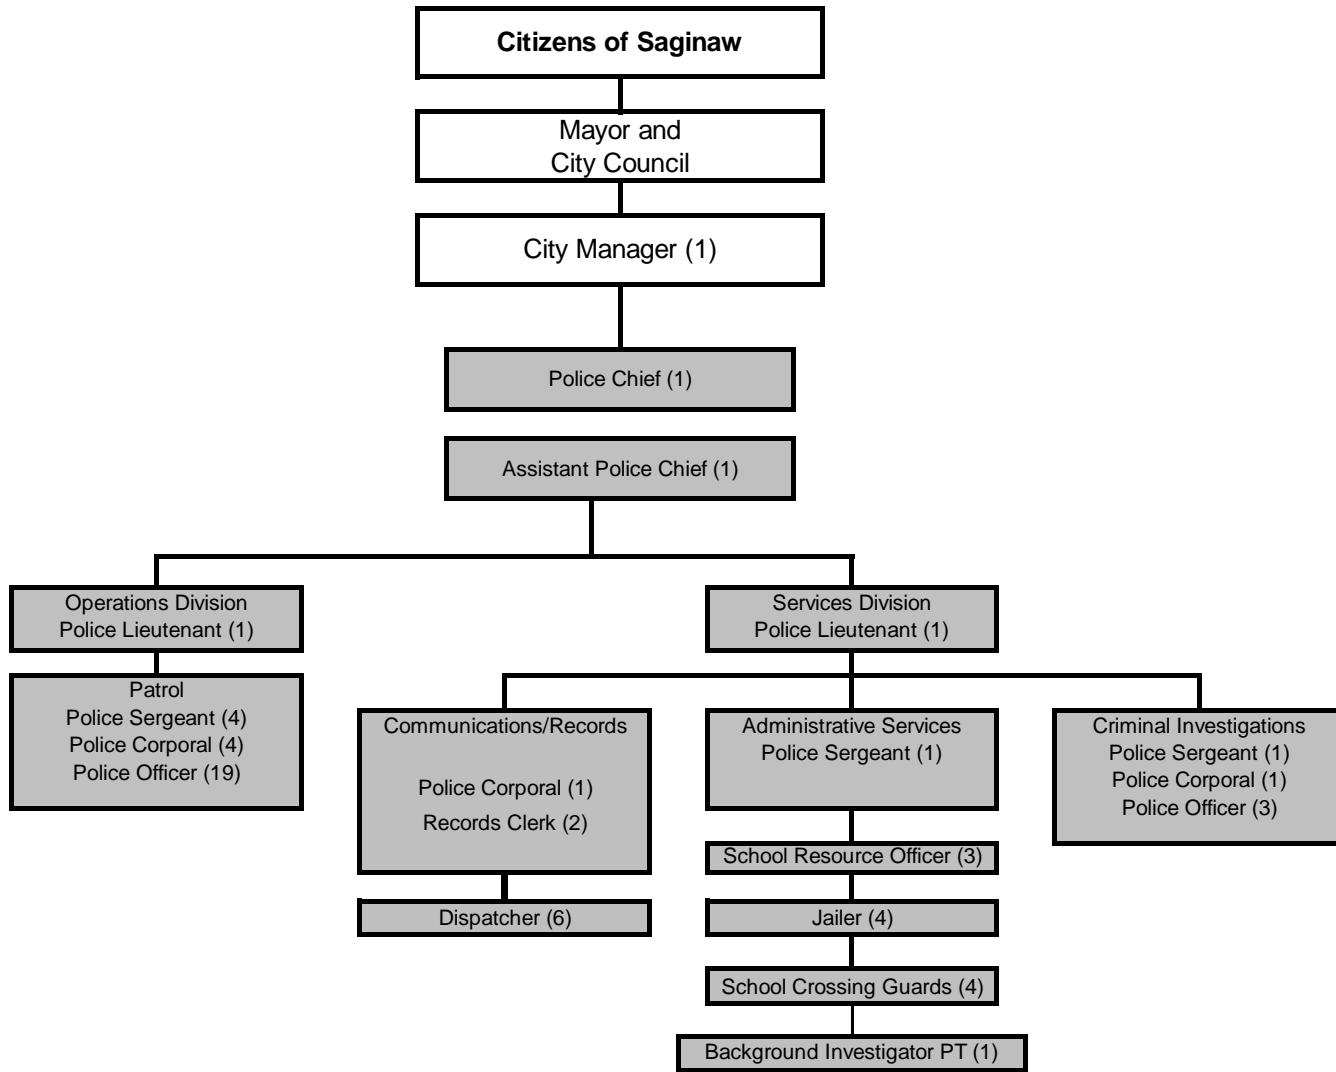 Citizens of Saginaw
Mayor and
City Council
City Manager (1)
Police Chief (1)
Assistant Police Chief (1)
Operations Division
Police Lieutenant (1)
Services Division
Police Lieutenant (1)
Patrol
Police Sergeant (4)
Police Corporal (4)
Police Officer (19)
Communications/Records
Police Corporal (1)
Records Clerk (2)
Dispatcher (6)
Administrative Services
Police Sergeant (1)
School Resource Officer (3)
Jailer (4)
School Crossing Guards (4)
Background Investigator PT (1)
Criminal Investigations
Police Sergeant (1)
Police Corporal (1)
Police Officer (3)